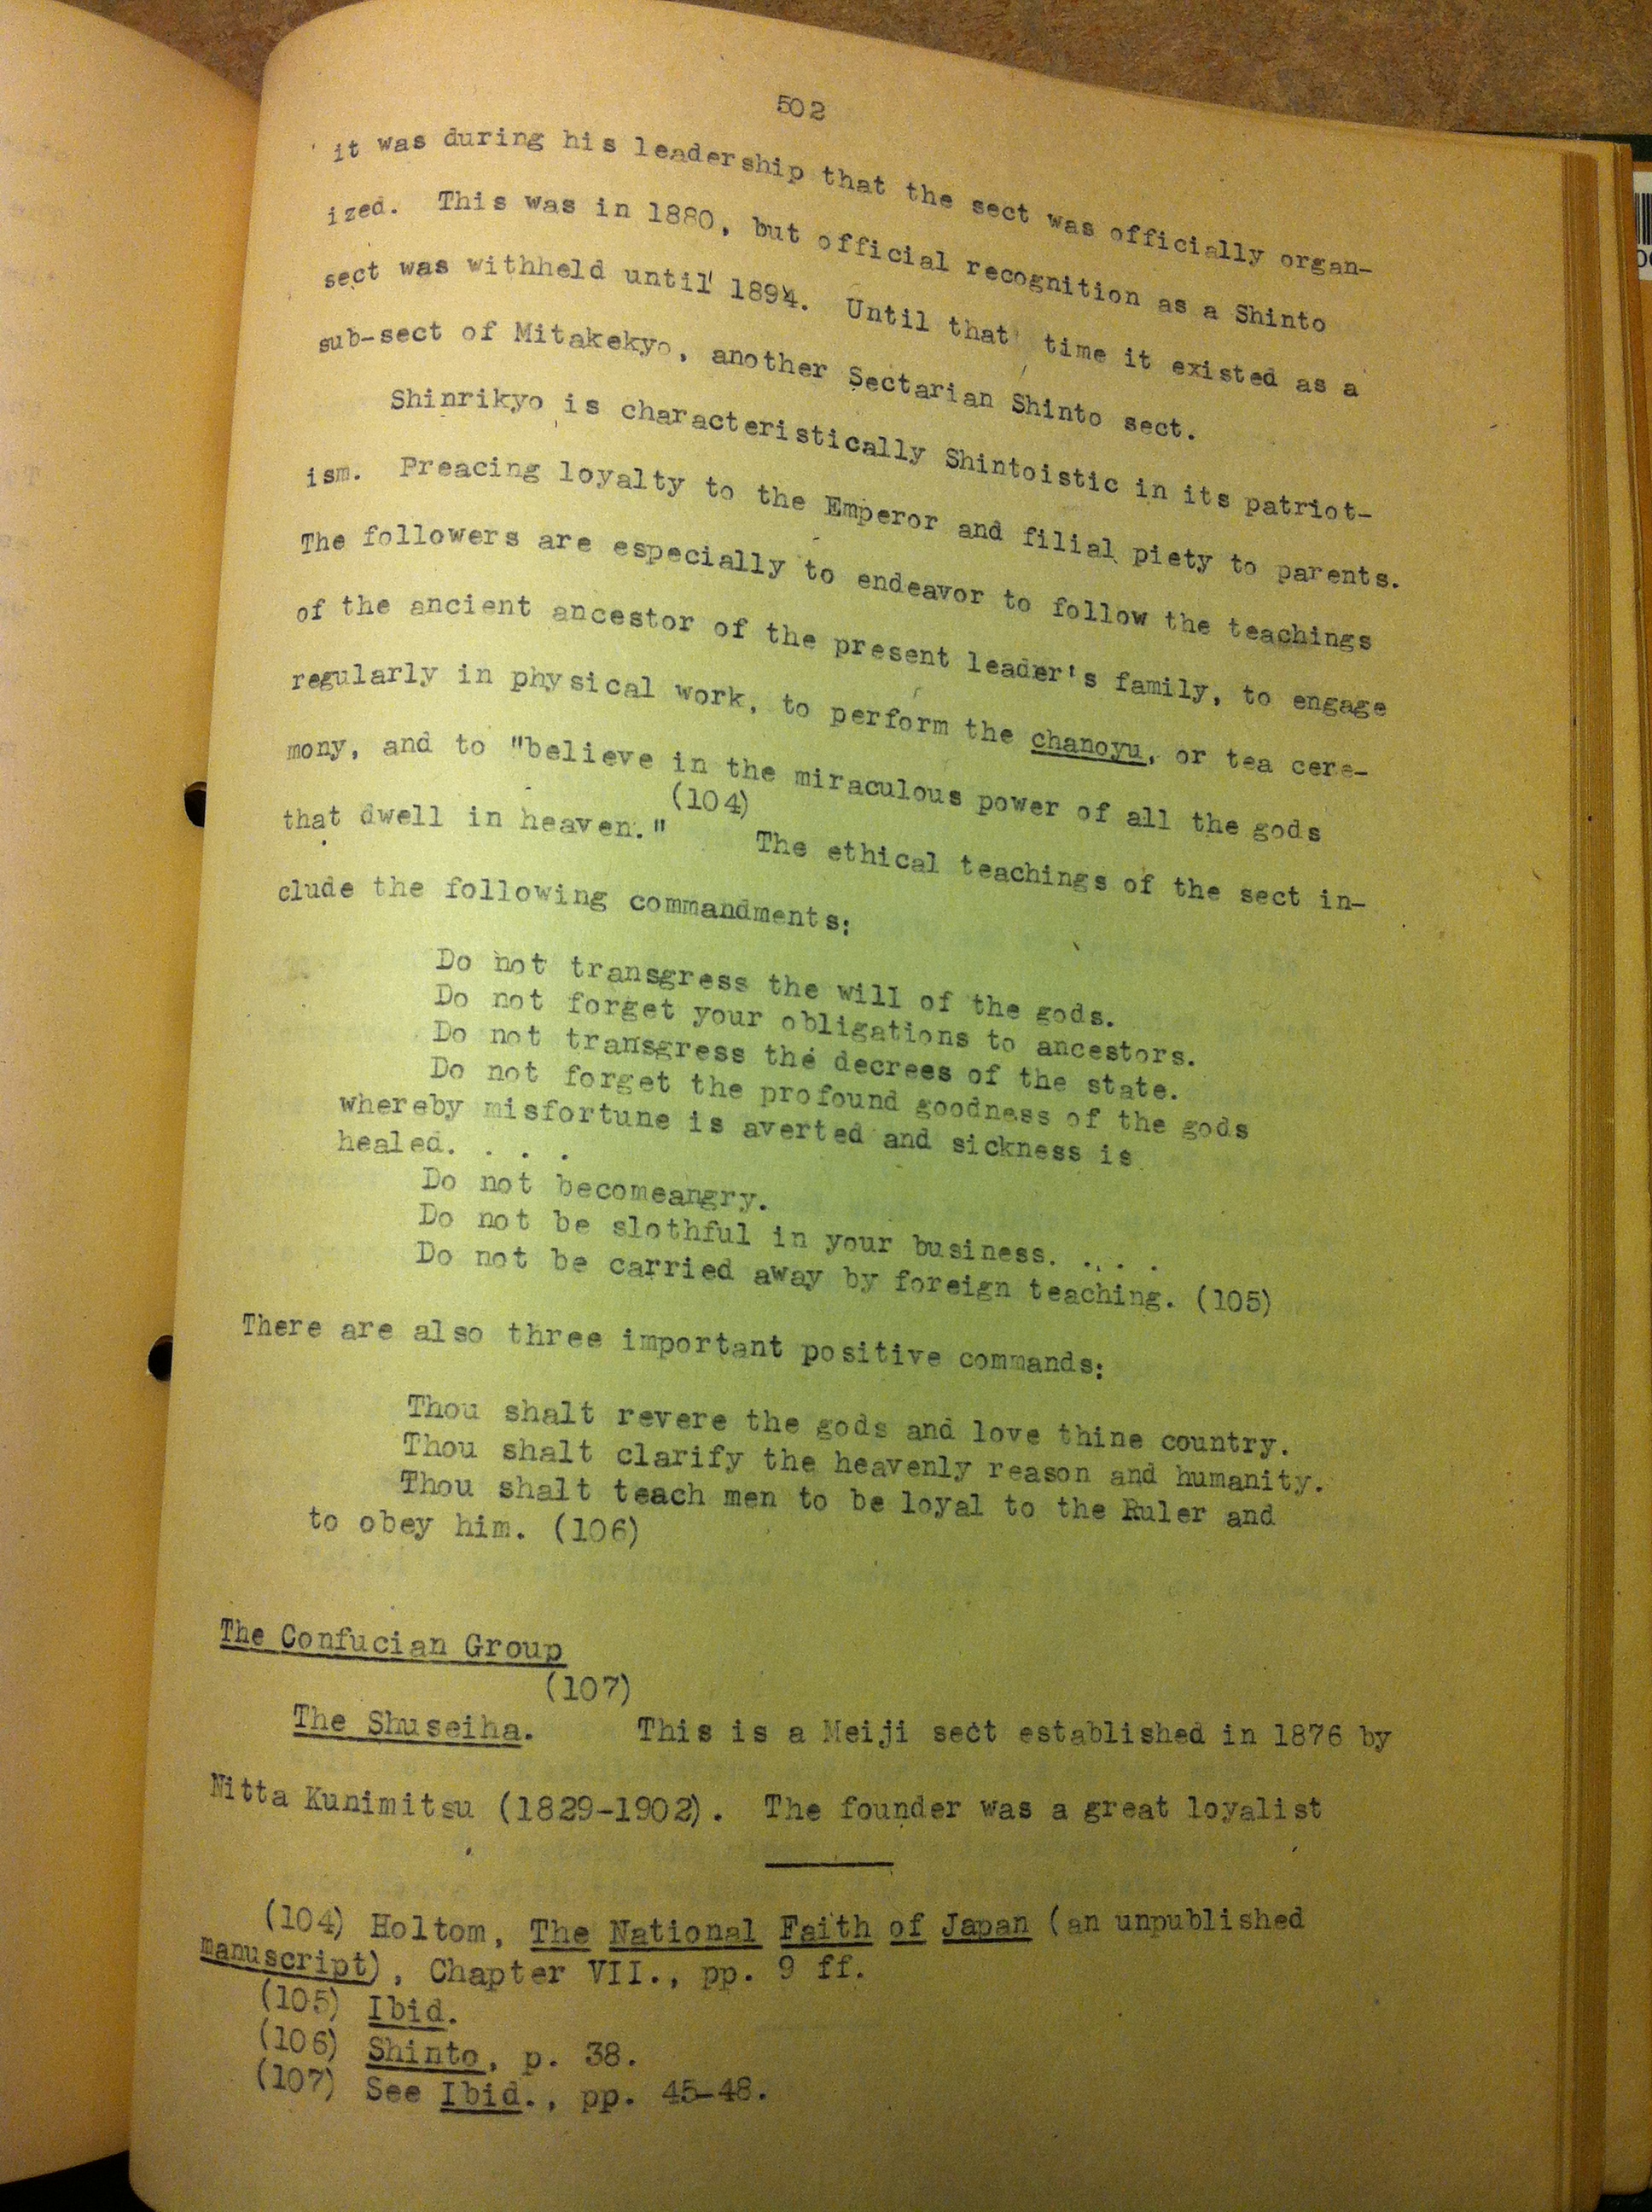 502
it was during his leadership that the sect was officially organ-
ized. This was in 1880, but official recognition as a Shinto
sect was withheld until 1894. Until that time it existed as a
sub-sect of Mitakekyo, another Sectarian Shinto sect.
Shinrikyo is characteristically Shintoistic in its patriot-
ism. Preacing loyalty to the Emperor and filial piety to parents.
The followers are especially to endeavor to follow the teachings
of the ancient ancestor of the present leader's family, to engage
regularly in physical work, to perform the chanoyu, or tea cere-
mony, and to "believe in the miraculous power of all the gods
that dwell in heaven." (104) The ethical teachings of the sect in-
clude the following commandments:
Do not transgress the will of the gods.
Do not forget your obligations to ancestors.
Do not transgress the decrees of the state.
Do not forget the profound goodness of the gods
whereby misfortune is averted and sickness is
healed. . . .
Do not becomeangry.
Do not be slothful in your business. . . .
Do not be carried away by foreign teaching. (105)
There are also three important positive commands:
Thou shalt revere the gods and love thine country.
Thou shalt clarify the heavenly reason and humanity.
Thou shalt teach men to be loyal to the Ruler and
to obey him. (106)
The Confucian Group
The Shuseiha. (107) This is a Meiji sect established in 1876 by
Nitta Kunimitsu (1829-1902). The founder was a great loyalist
(104) Holtom, The National Faith of Japan (an unpublished
manuscript), Chapter VII., pp. 9 ff.
(105) Ibid.
(106) Shinto, p. 38.
(107) See Ibid., pp. 45-48.